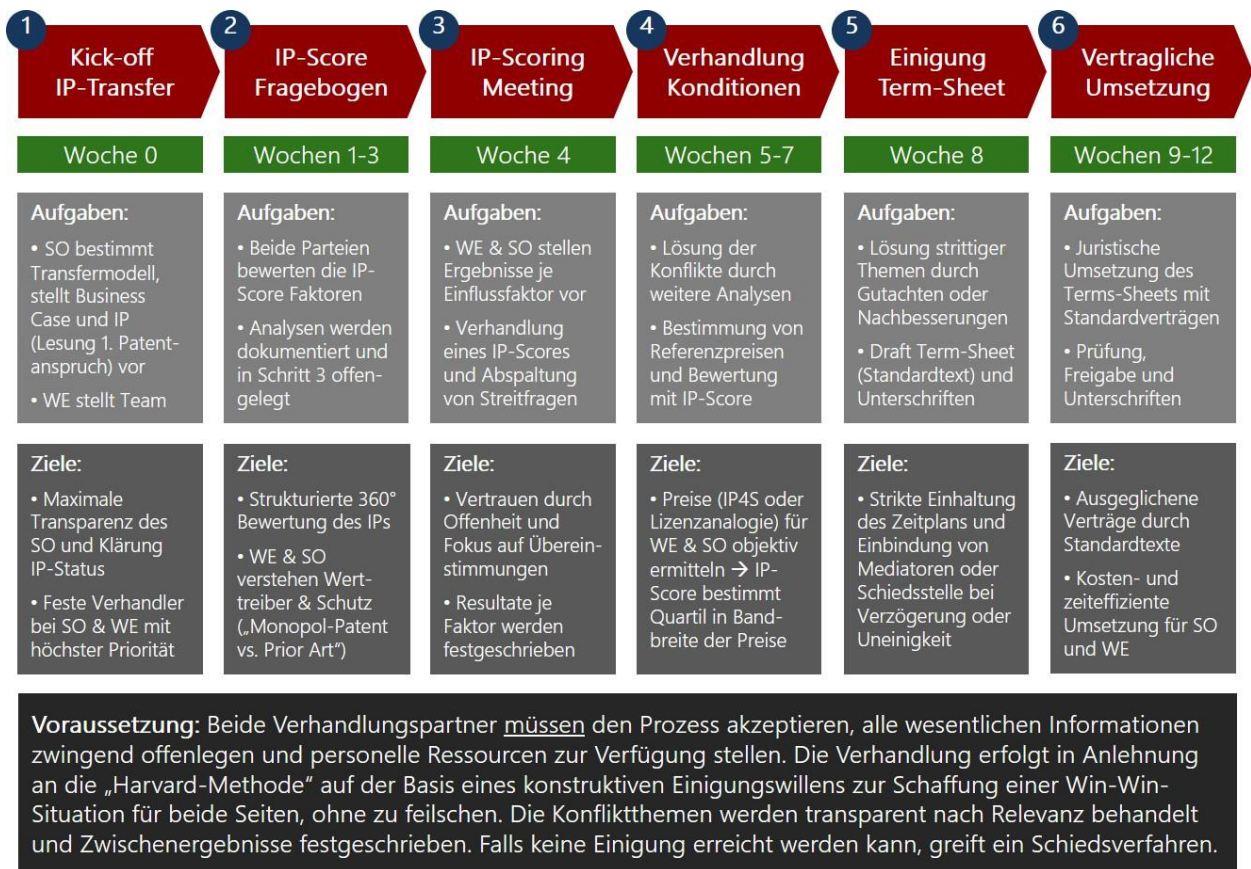 1
Kick-off
IP-Transfer
2
IP-Score
Fragebogen
3
IP-Scoring
Meeting
4
Verhandlung
Konditionen
5
Einigung
Term-Sheet
6
Vertragliche
Umsetzung
Woche 0
Wochen 1-3
Woche 4
Wochen 5-7
Woche 8
Wochen 9-12
Aufgaben:
• SO bestimmt
Transfermodell,
stellt Business
Case und IP
(Lesung 1. Patent-
anspruch) vor
• WE stellt Team
Aufgaben:
• Beide Parteien
bewerten die IP-
Score Faktoren
• Analysen werden
dokumentiert und
in Schritt 3 offen-
gelegt
Aufgaben:
• WE & SO stellen
Ergebnisse je
Einflussfaktor vor
• Verhandlung
eines IP-Scores
und Abspaltung
von Streitfragen
Aufgaben:
• Lösung der
Konflikte durch
weitere Analysen
• Bestimmung von
Referenzpreisen
und Bewertung
mit IP-Score
Aufgaben:
• Lösung strittiger
Themen durch
Gutachten oder
Nachbesserungen
• Draft Term-Sheet
(Standardtext) und
Unterschriften
Aufgaben:
• Juristische
Umsetzung des
Terms-Sheets mit
Standardverträgen
• Prüfung,
Freigabe und
Unterschriften
Ziele:
• Maximale
Transparenz des
SO und Klärung
IP-Status
• Feste Verhandler
bei SO & WE mit
höchster Priorität
Ziele:
• Strukturierte 360°
Bewertung des IPs
• WE & SO
verstehen Wert-
treiber & Schutz
(„Monopol-Patent
vs. Prior Art“)
Ziele:
• Vertrauen durch
Offenheit und
Fokus auf Überein-
stimmungen
• Resultate je
Faktor werden
festgeschrieben
Ziele:
• Preise (IP4S oder
Lizenzanalogie) für
WE & SO objektiv
ermitteln → IP-
Score bestimmt
Quartil in Band-
breite der Preise
Ziele:
• Strikte Einhaltung
des Zeitplans und
Einbindung von
Mediatoren oder
Schiedsstelle bei
Verzögerung oder
Uneinigkeit
Ziele:
• Ausgeglichene
Verträge durch
Standardtexte
• Kosten- und
zeiteffiziente
Umsetzung für SO
und WE
Voraussetzung: Beide Verhandlungspartner müssen den Prozess akzeptieren, alle wesentlichen Informationen
zwingend offenlegen und personelle Ressourcen zur Verfügung stellen. Die Verhandlung erfolgt in Anlehnung
an die „Harvard-Methode“ auf der Basis eines konstruktiven Einigungswillens zur Schaffung einer Win-Win-
Situation für beide Seiten, ohne zu feilschen. Die Konfliktthemen werden transparent nach Relevanz behandelt
und Zwischenergebnisse festgeschrieben. Falls keine Einigung erreicht werden kann, greift ein Schiedsverfahren.